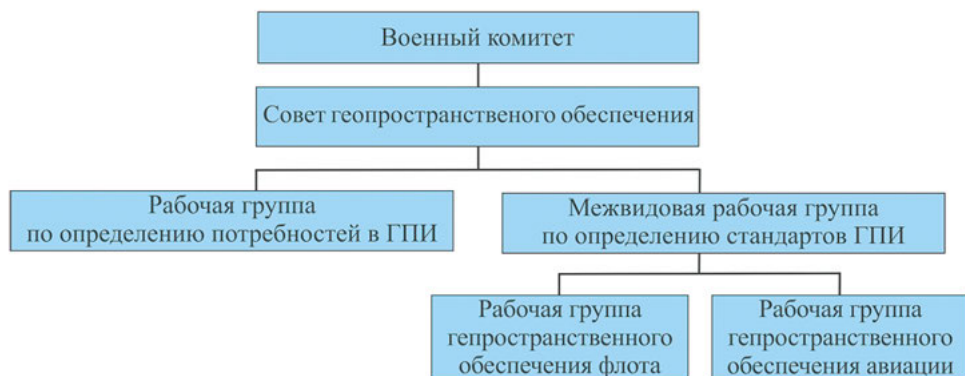 Военный комитет
Совет геопространственого обеспечения
Рабочая группа
по определению потребностей в ГПИ
Межвидовая рабочая группа
по определению стандартов ГПИ
Рабочая группа
гепространственного
обеспечения флота
Рабочая группа
гепространственного
обеспечения авиации